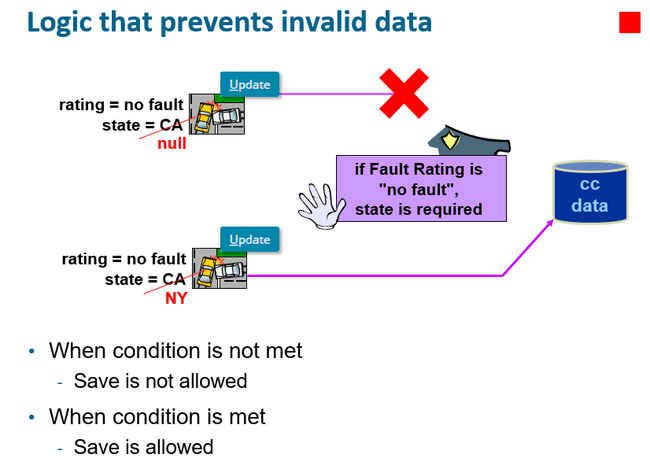 Logic that prevents invalid data
Update
rating = no fault
state = CA
null
if Fault Rating is
"no fault",
state is required
cc
data
Update
rating = no fault
state = CA
NY
• When condition is not met
- Save is not allowed
• When condition is met
- Save is allowed